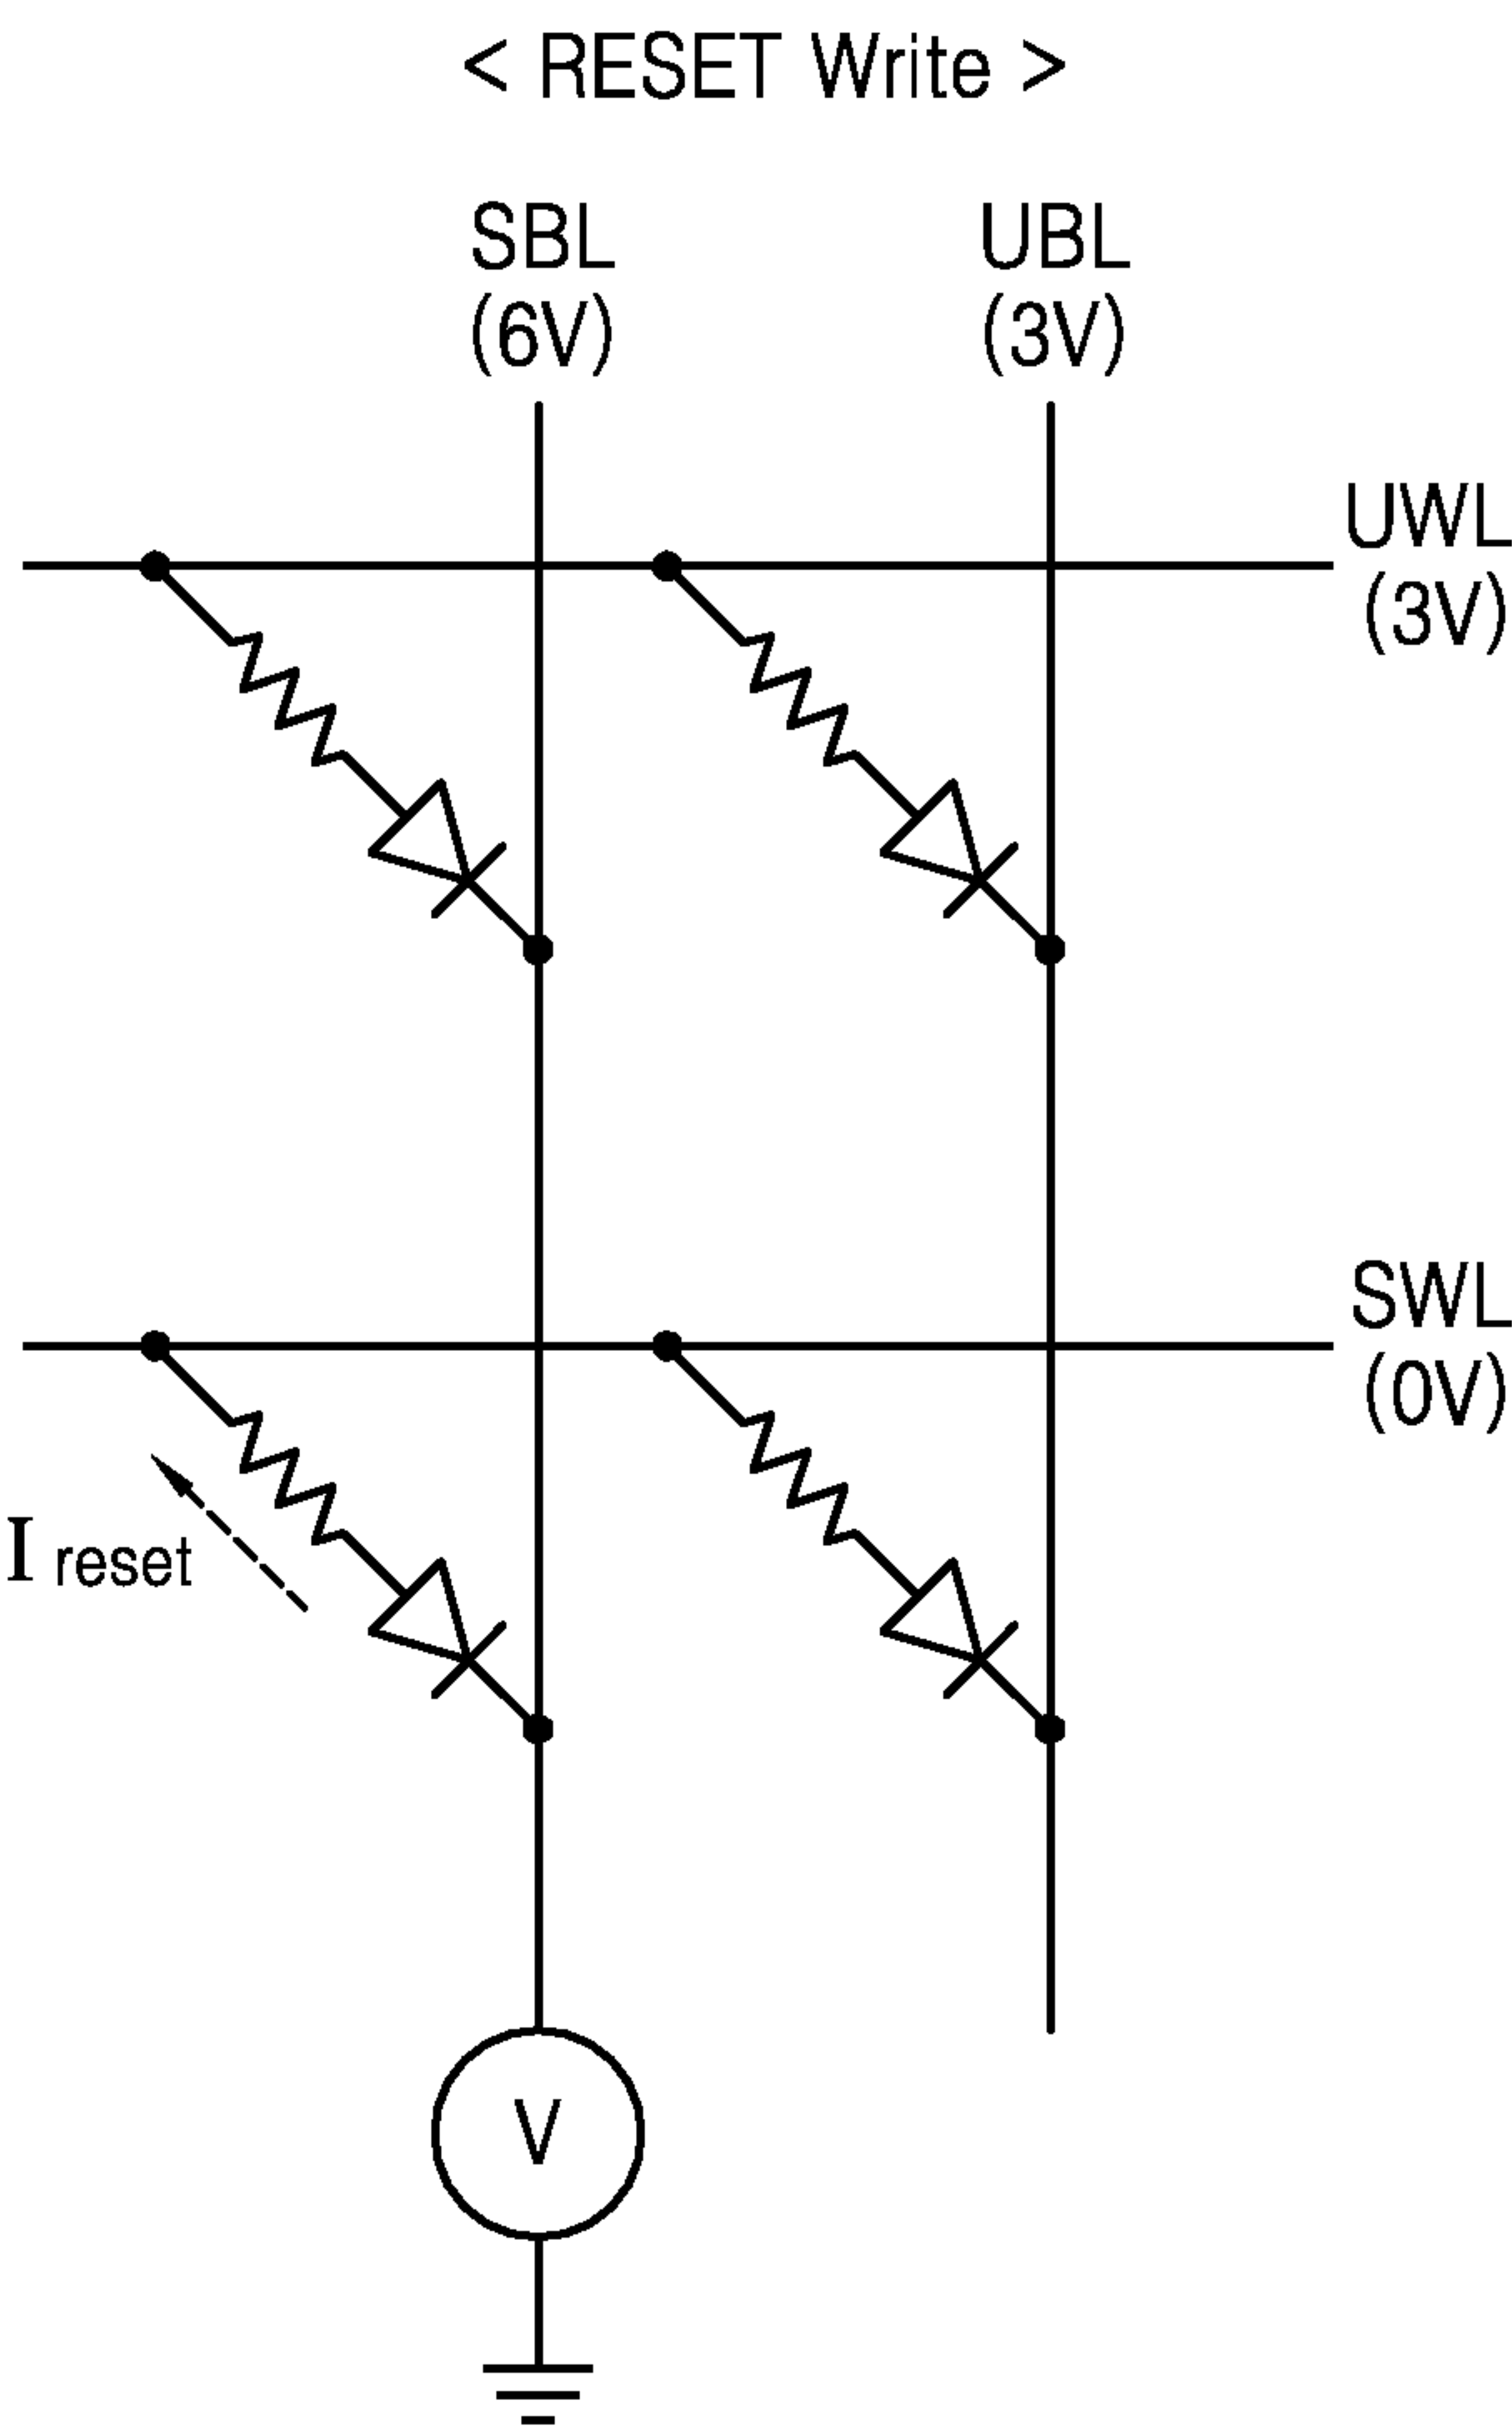 < RESET Write >
SBL
(6V)
UBL
(3V)
UWL
(3V)
SWL
(0V)
I reset
V